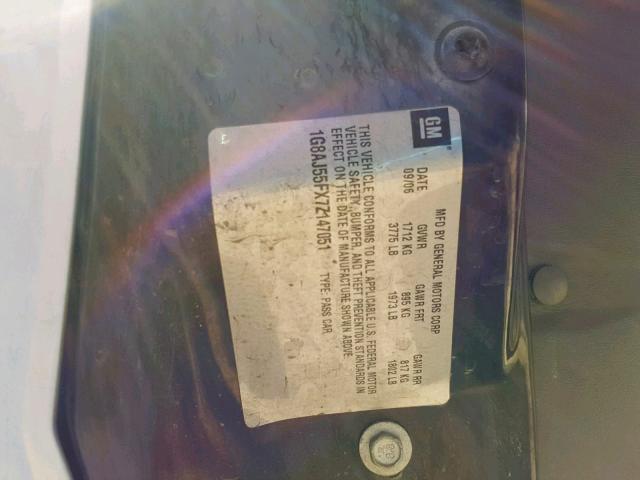 GM
MFD BY GENERAL MOTORS CORP
DATE GVWR GAWR FRT GAWR RR
09/06 1712 KG 895 KG 817 KG
3775 LB 1973 LB 1802 LB
THIS VEHICLE CONFORMS TO ALL APPLICABLE U.S. FEDERAL MOTOR
VEHICLE SAFETY, BUMPER, AND THEFT PREVENTION STANDARDS IN
EFFECT ON THE DATE OF MANUFACTURE SHOWN ABOVE.
1G8AJ55FX7Z147051 TYPE: PASS CAR